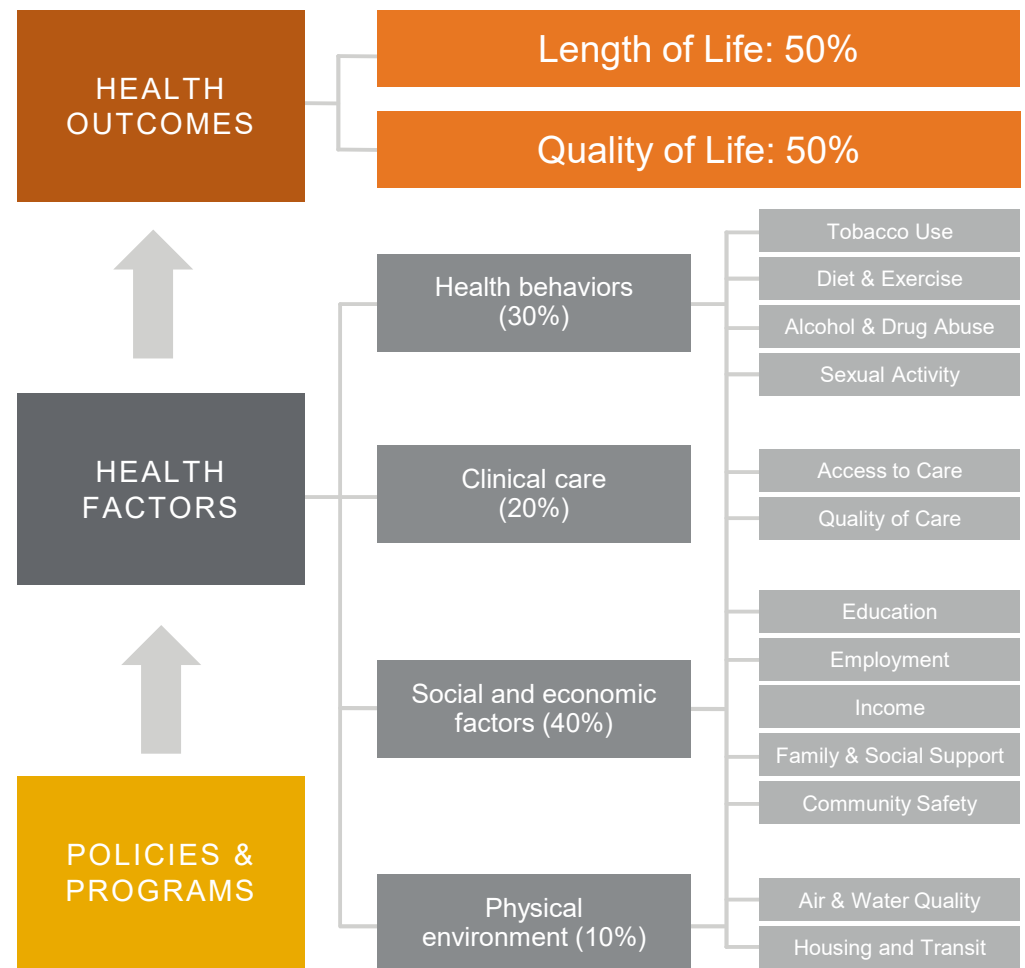 HEALTH
OUTCOMES
Length of Life: 50%
Quality of Life: 50%
HEALTH
FACTORS
Health behaviors
(30%)
Tobacco Use
Diet & Exercise
Alcohol & Drug Abuse
Sexual Activity
Clinical care
(20%)
Access to Care
Quality of Care
Social and economic
factors (40%)
Education
Employment
Income
Family & Social Support
Community Safety
Physical
environment (10%)
Air & Water Quality
Housing and Transit
POLICIES &
PROGRAMS